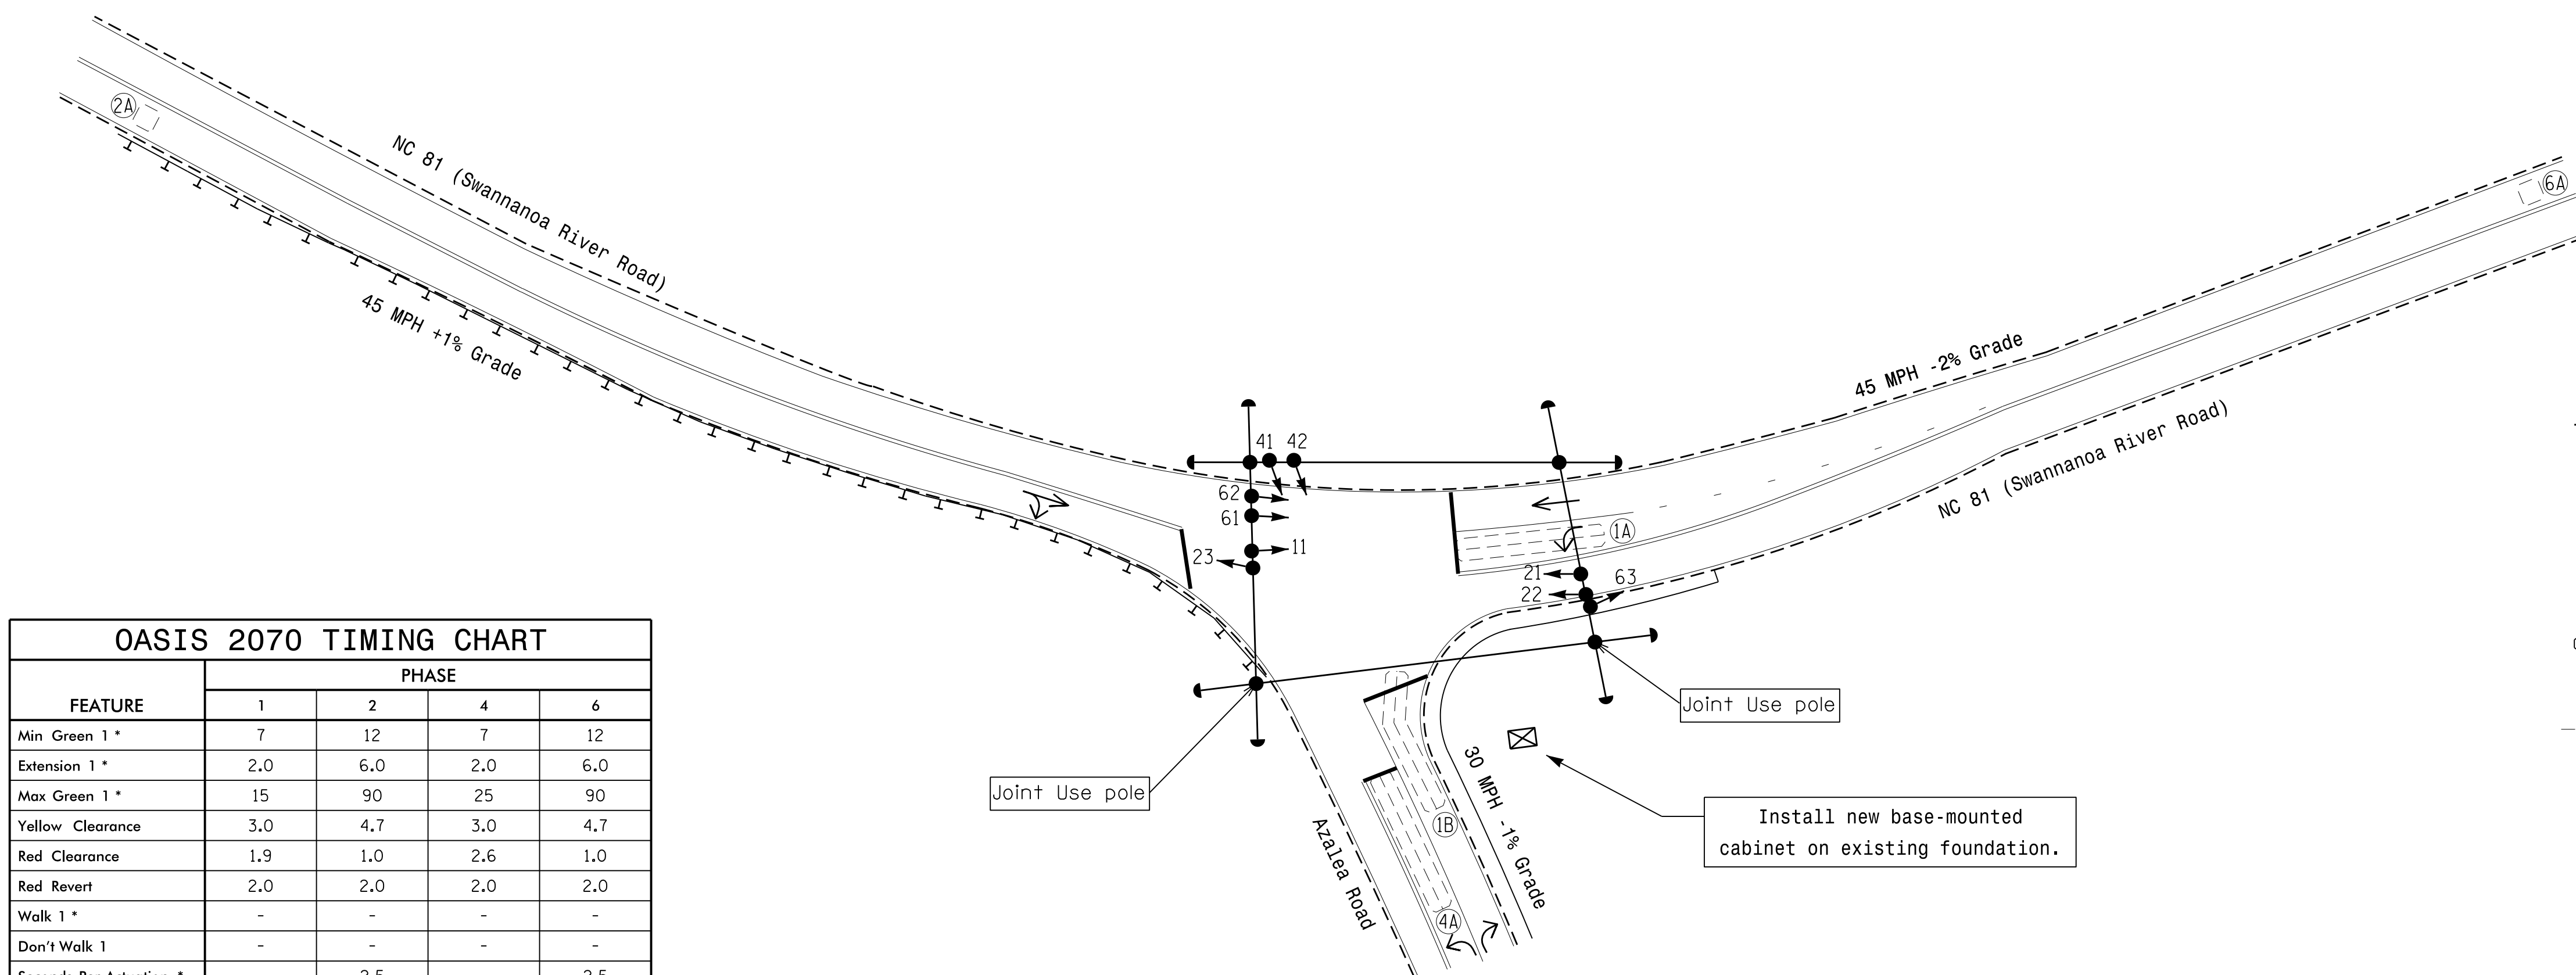 2A
NC 81 (Swannanoa River Road)
45 MPH +1% Grade
6A
45 MPH -2% Grade
NC 81 (Swannanoa River Road)
41 42
62
61
11
23
1A
21
22
63
Joint Use pole
Joint Use pole
1B
4A
Azalea Road
30 MPH -1% Grade
Install new base-mounted
cabinet on existing foundation.
OASIS 2070 TIMING CHART
PHASE
FEATURE 1 2 4 6
Min Green 1 * 7 12 7 12
Extension 1 * 2.0 6.0 2.0 6.0
Max Green 1 * 15 90 25 90
Yellow Clearance 3.0 4.7 3.0 4.7
Red Clearance 1.9 1.0 2.6 1.0
Red Revert 2.0 2.0 2.0 2.0
Walk 1 * - - - -
Don't Walk 1 - - - -